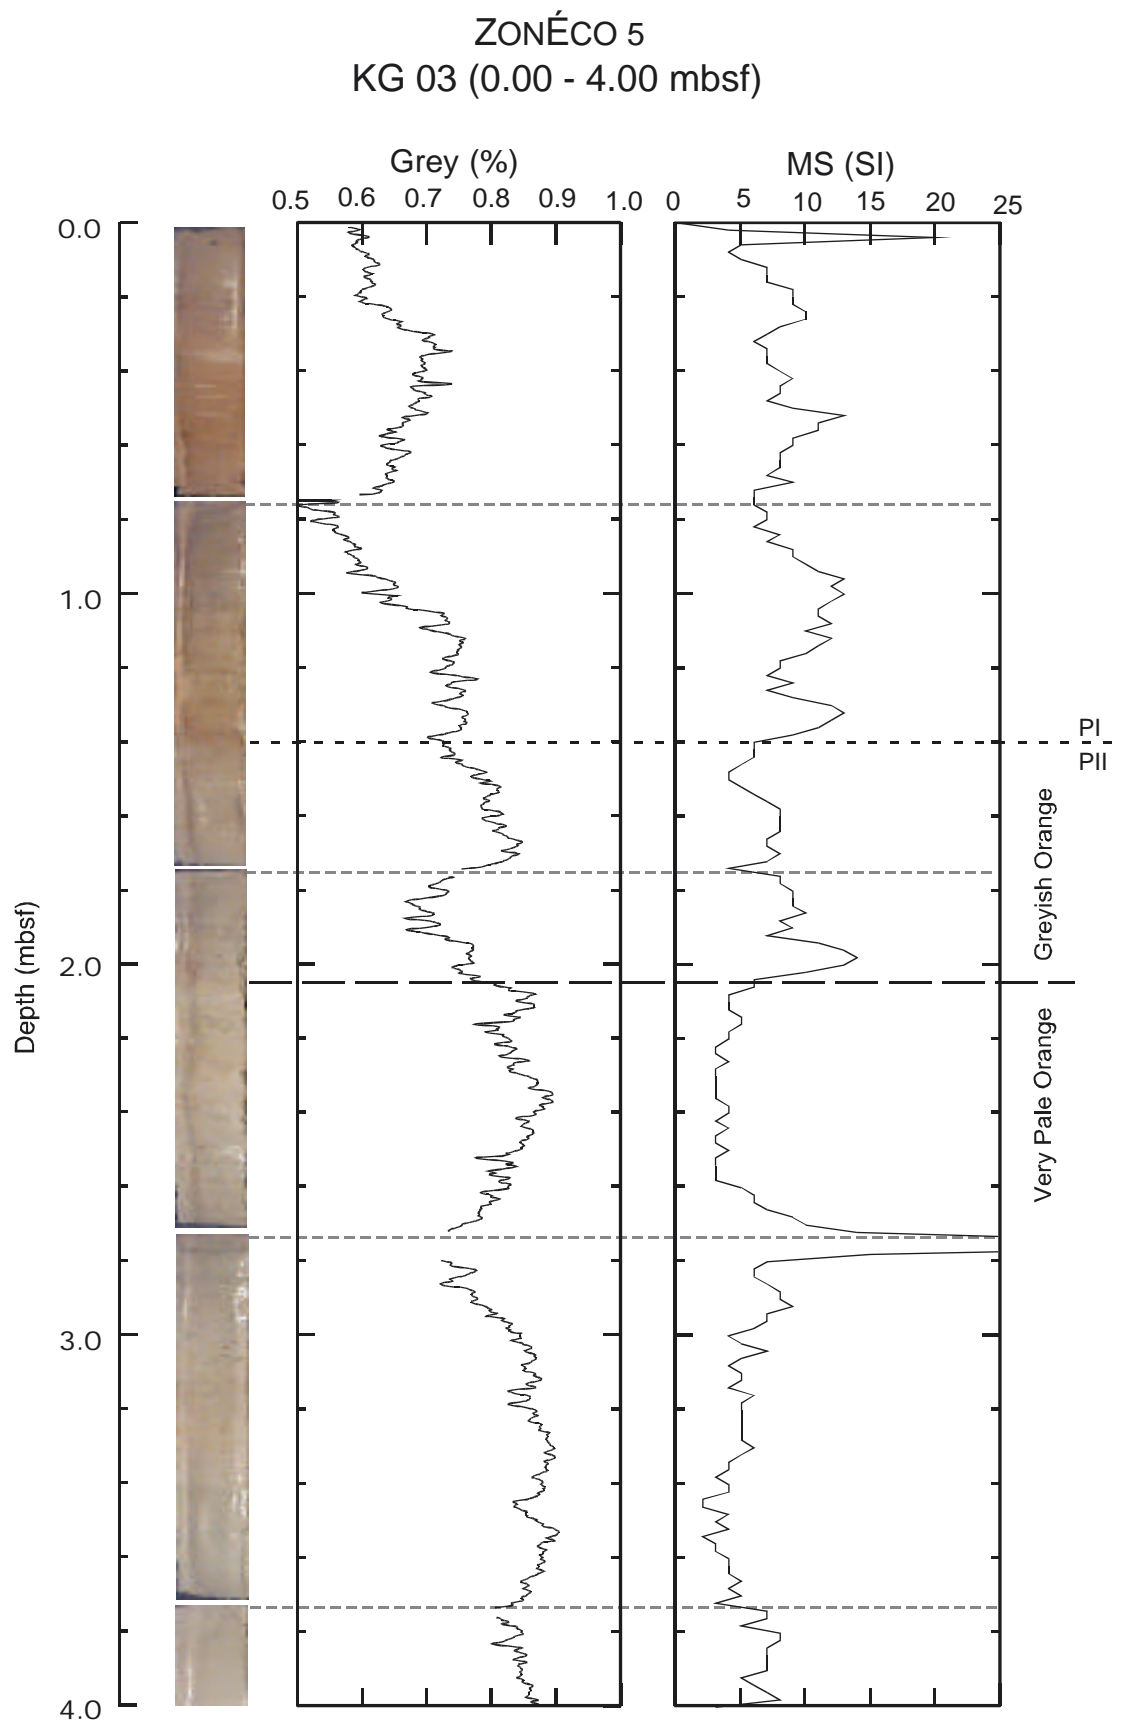 ZONÉCO 5
KG 03 (0.00 - 4.00 mbsf)
Grey (%)
MS (SI)
0.5 0.6 0.7 0.8 0.9 1.0
0 5 10 15 20 25
0.0
1.0
PI
PII
Greyish Orange
Depth (mbsf)
2.0
Very Pale Orange
3.0
4.0